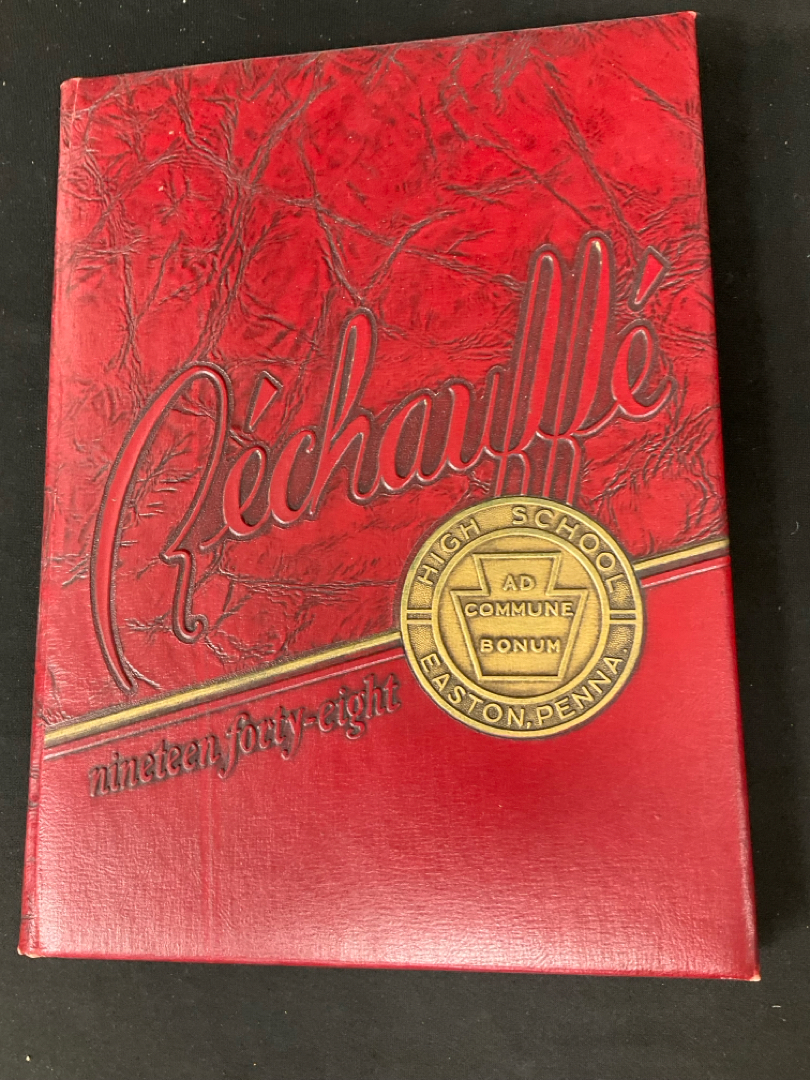 Réchauffé
HIGH SCHOOL
AD
COMMUNE
BONUM
EASTON, PENNA.
nineteen, forty-eight